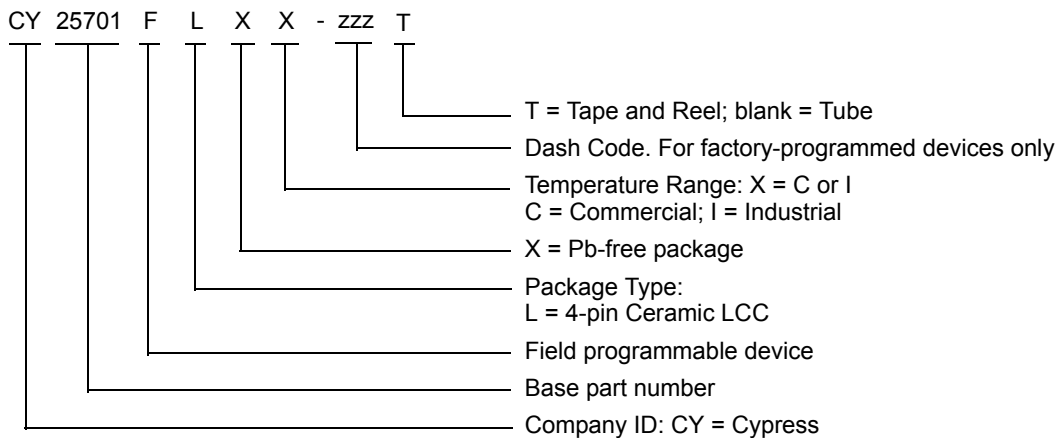 CY 25701 F L X X - zzz T
T = Tape and Reel; blank = Tube
Dash Code. For factory-programmed devices only
Temperature Range: X = C or I
C = Commercial; I = Industrial
X = Pb-free package
Package Type:
L = 4-pin Ceramic LCC
Field programmable device
Base part number
Company ID: CY = Cypress